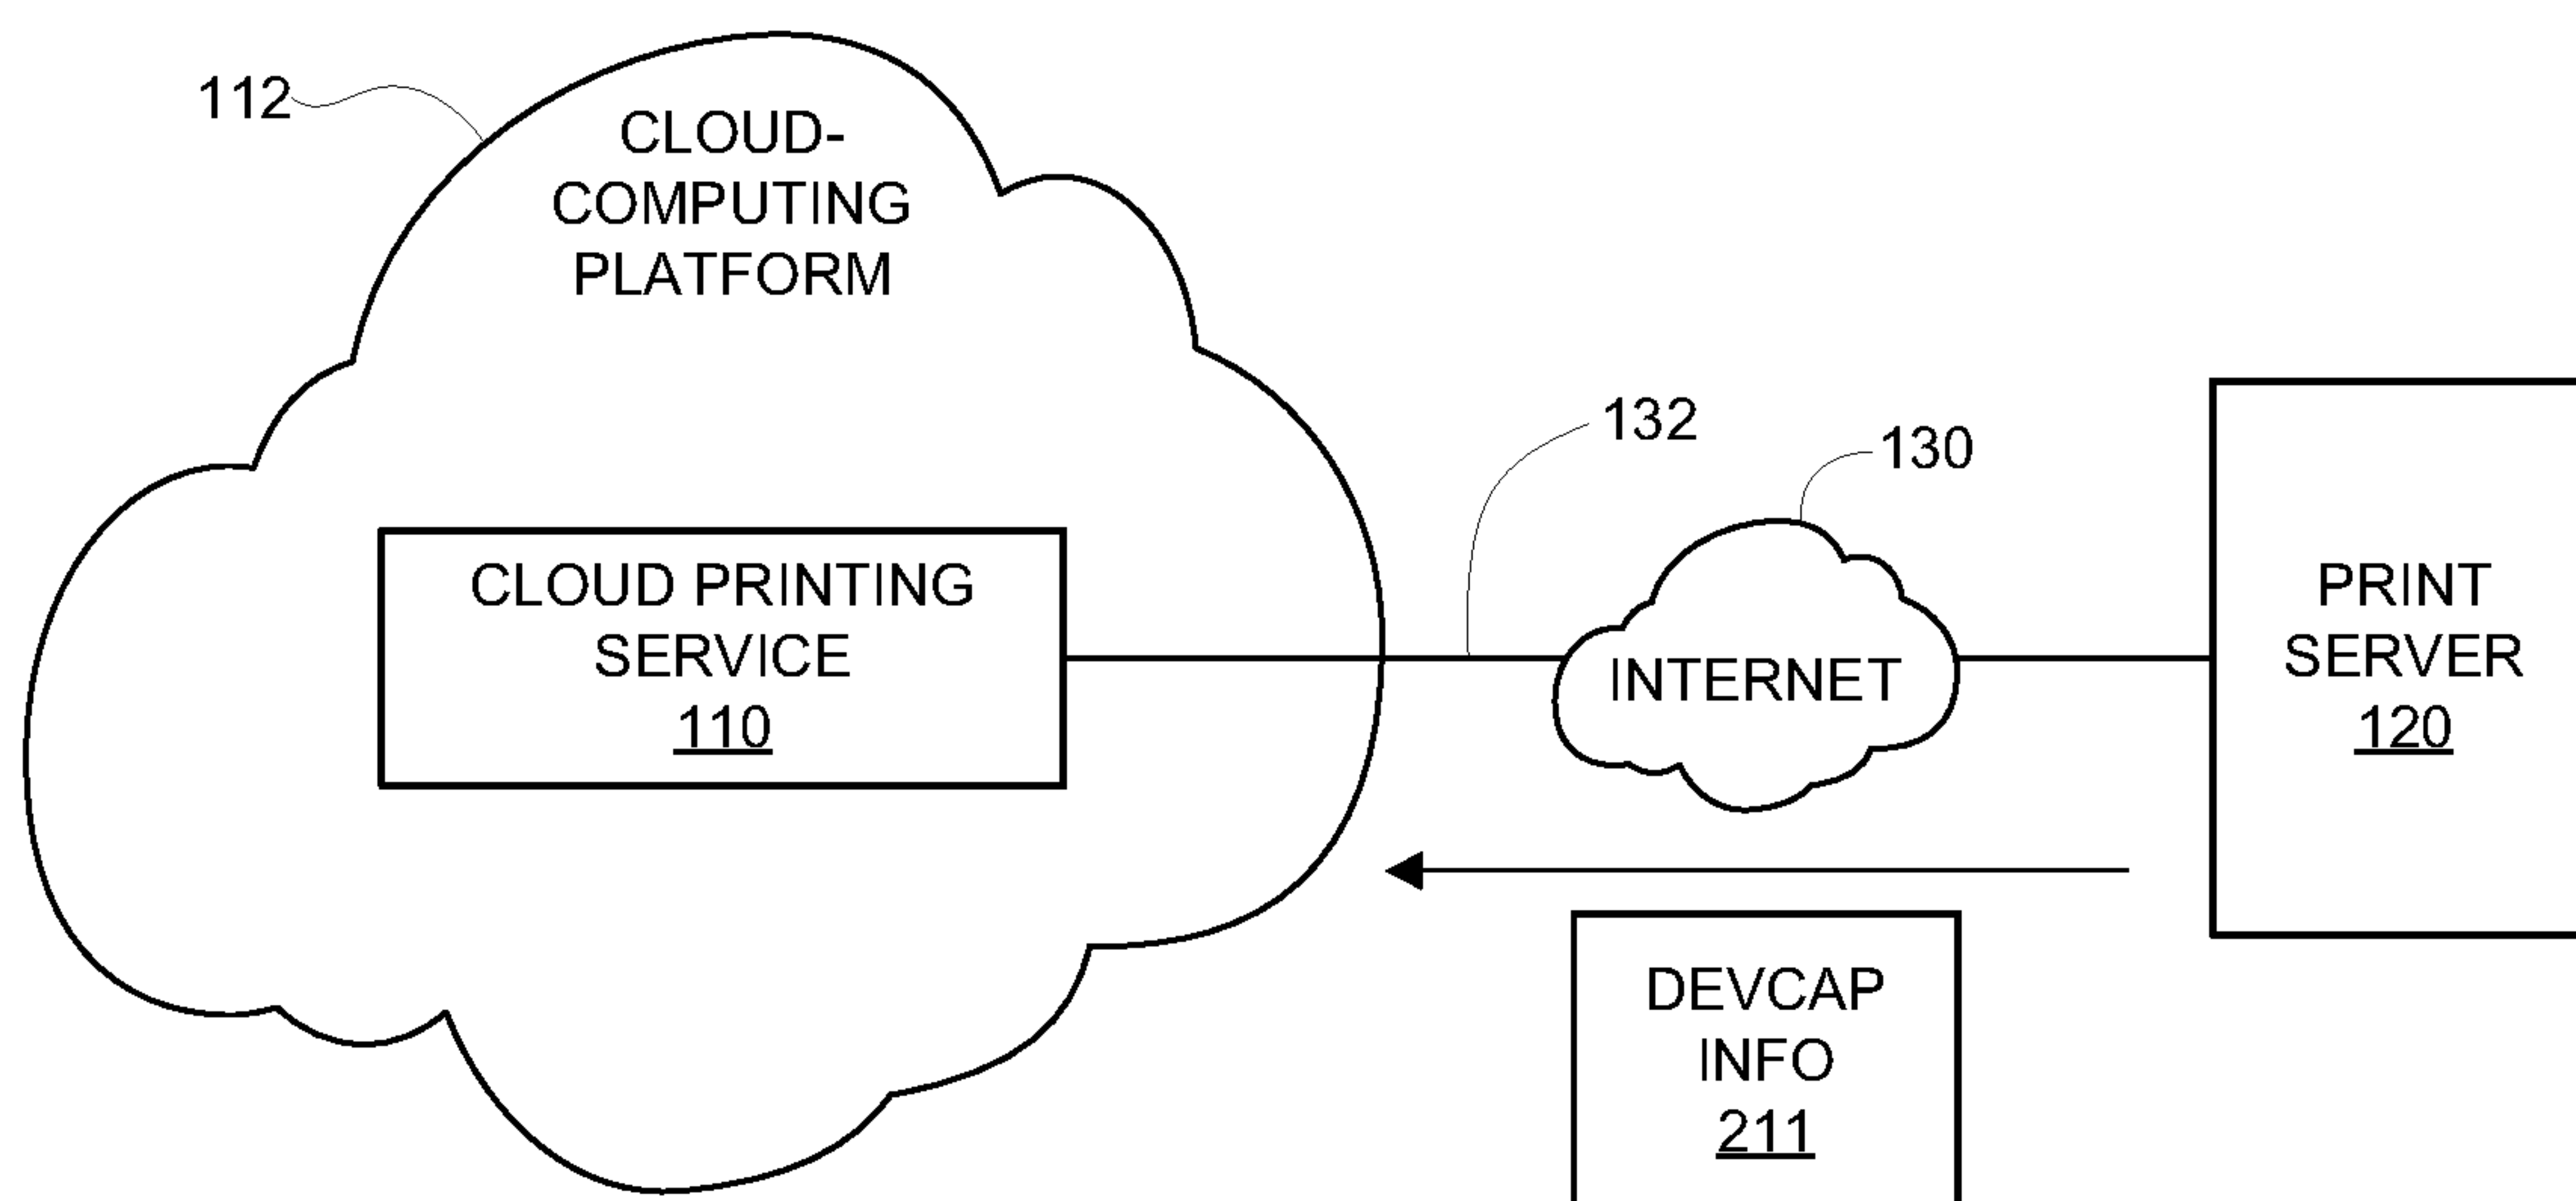 112
CLOUD-
COMPUTING
PLATFORM
132
130
CLOUD PRINTING
SERVICE
110
INTERNET
PRINT
SERVER
120
DEVCAP
INFO
211